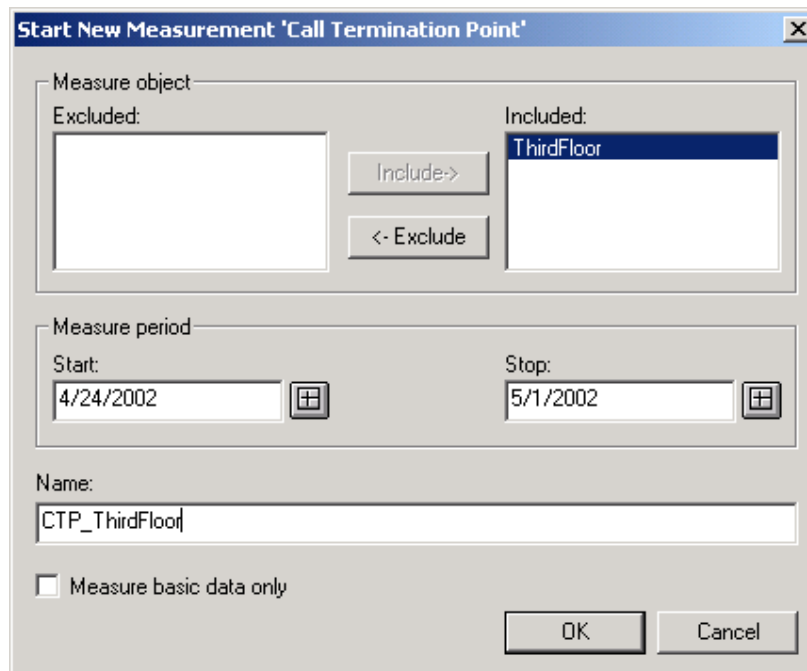 Start New Measurement 'Call Termination Point'
Measure object
Excluded:
Included:
ThirdFloor
Include->
<- Exclude
Measure period
Start:
Stop:
4/24/2002
5/1/2002
Name:
CTP_ThirdFloor
Measure basic data only
OK
Cancel